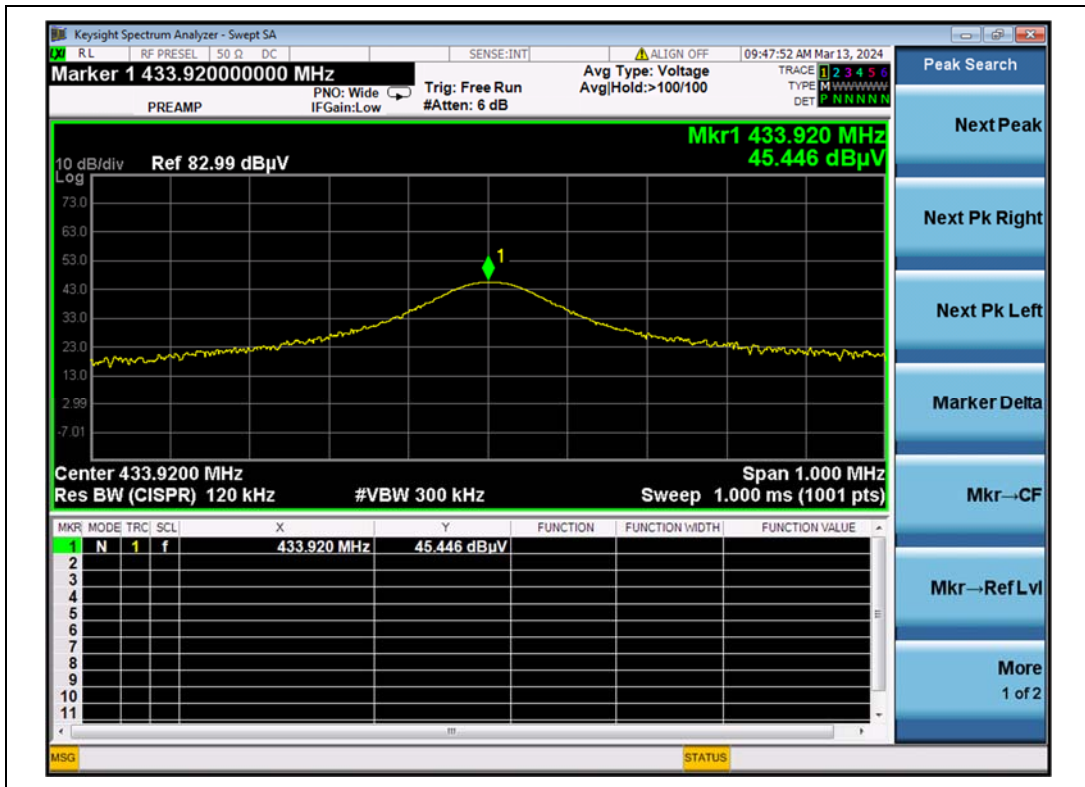 Keysight Spectrum Analyzer - Swept SA
LXI RL RF PRESEL 50 Ω DC SENSE:INT ALIGN OFF 09:47:52 AM Mar 13, 2024
Marker 1 433.920000000 MHz
PREAMP
PNO: Wide
IFGain:Low
Trig: Free Run
#Atten: 6 dB
Avg Type: Voltage
Avg|Hold:>100/100
TRACE 1 2 3 4 5 6
TYPE M WWWWW
DET P N N N N N
Mkr1 433.920 MHz
45.446 dBµV
10 dB/div Ref 82.99 dBµV
Log
73.0
63.0
53.0
43.0
33.0
23.0
13.0
2.99
-7.01
1
Center 433.9200 MHz Span 1.000 MHz
Res BW (CISPR) 120 kHz #VBW 300 kHz Sweep 1.000 ms (1001 pts)
MKR MODE TRC SCL X Y FUNCTION FUNCTION WIDTH FUNCTION VALUE
1 N 1 f 433.920 MHz 45.446 dBµV
2
3
4
5
6
7
8
9
10
11
MSG STATUS
Peak Search
Next Peak
Next Pk Right
Next Pk Left
Marker Delta
Mkr→CF
Mkr→Ref Lvl
More
1 of 2